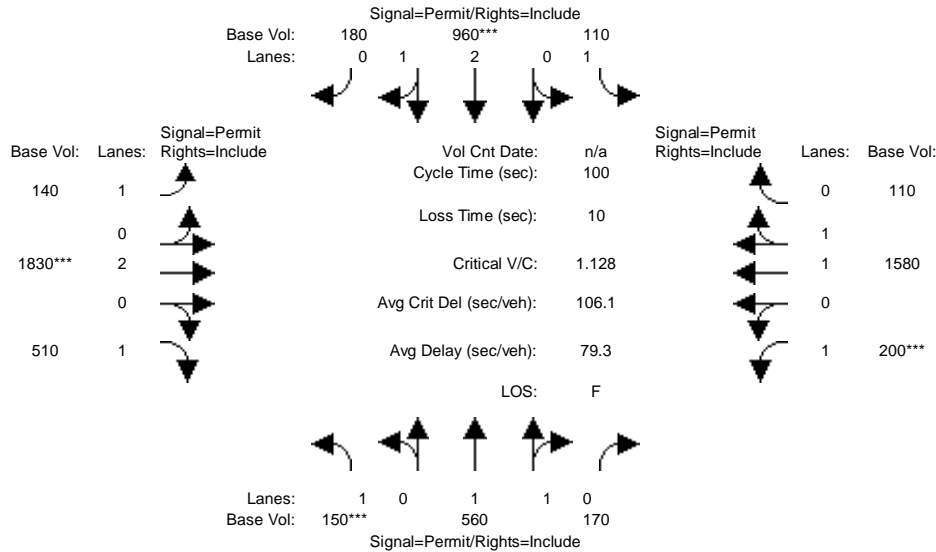 Signal=Permit/Rights=Include
Base Vol: 180 960*** 110
Lanes: 0 1 2 0 1
Signal=Permit Signal=Permit
Base Vol: Lanes: Rights=Include Vol Cnt Date: n/a Rights=Include Lanes: Base Vol:
Cycle Time (sec): 100
140 1 0 110
Loss Time (sec): 10
0 1
1830*** 2 Critical V/C: 1.128 1 1580
0 Avg Crit Del (sec/veh): 106.1 0
510 1 Avg Delay (sec/veh): 79.3 1 200***
LOS: F
Lanes: 1 0 1 1 0
Base Vol: 150*** 560 170
Signal=Permit/Rights=Include